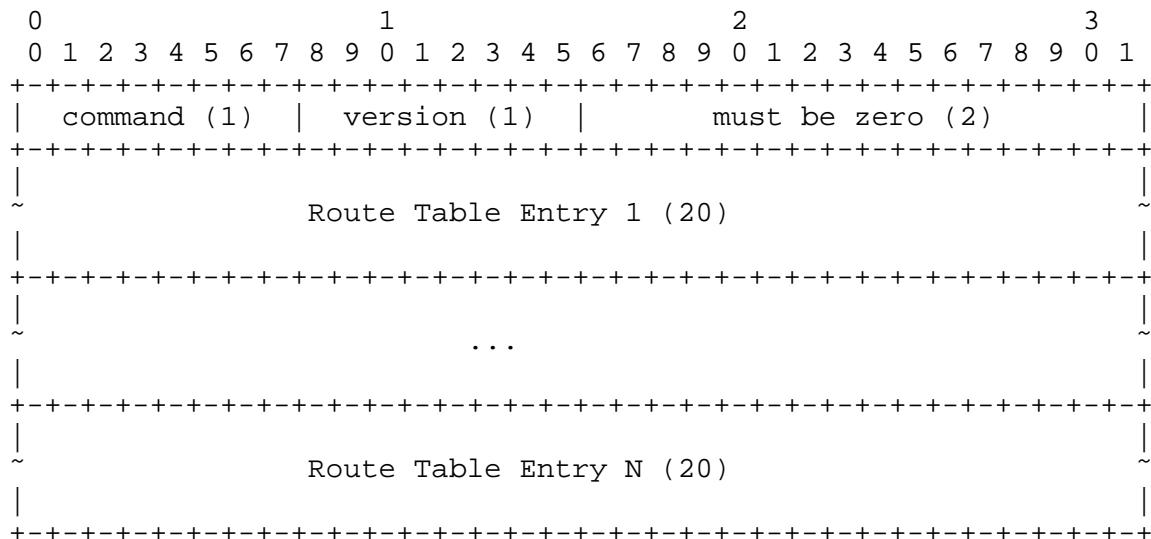 0                   1                   2                   3
 0 1 2 3 4 5 6 7 8 9 0 1 2 3 4 5 6 7 8 9 0 1 2 3 4 5 6 7 8 9 0 1
+-+-+-+-+-+-+-+-+-+-+-+-+-+-+-+-+-+-+-+-+-+-+-+-+-+-+-+-+-+-+-+-+
|  command (1)  |  version (1)  |       must be zero (2)        |
+-+-+-+-+-+-+-+-+-+-+-+-+-+-+-+-+-+-+-+-+-+-+-+-+-+-+-+-+-+-+-+-+
|                                                               |
~                Route Table Entry 1 (20)                       ~
|                                                               |
+-+-+-+-+-+-+-+-+-+-+-+-+-+-+-+-+-+-+-+-+-+-+-+-+-+-+-+-+-+-+-+-+
|                                                               |
~                         ...                                   ~
|                                                               |
+-+-+-+-+-+-+-+-+-+-+-+-+-+-+-+-+-+-+-+-+-+-+-+-+-+-+-+-+-+-+-+-+
|                                                               |
~                Route Table Entry N (20)                       ~
|                                                               |
+-+-+-+-+-+-+-+-+-+-+-+-+-+-+-+-+-+-+-+-+-+-+-+-+-+-+-+-+-+-+-+-+